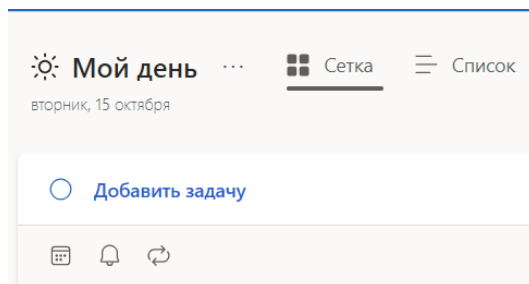 Мой день ... Сетка Список
вторник, 15 октября
Добавить задачу